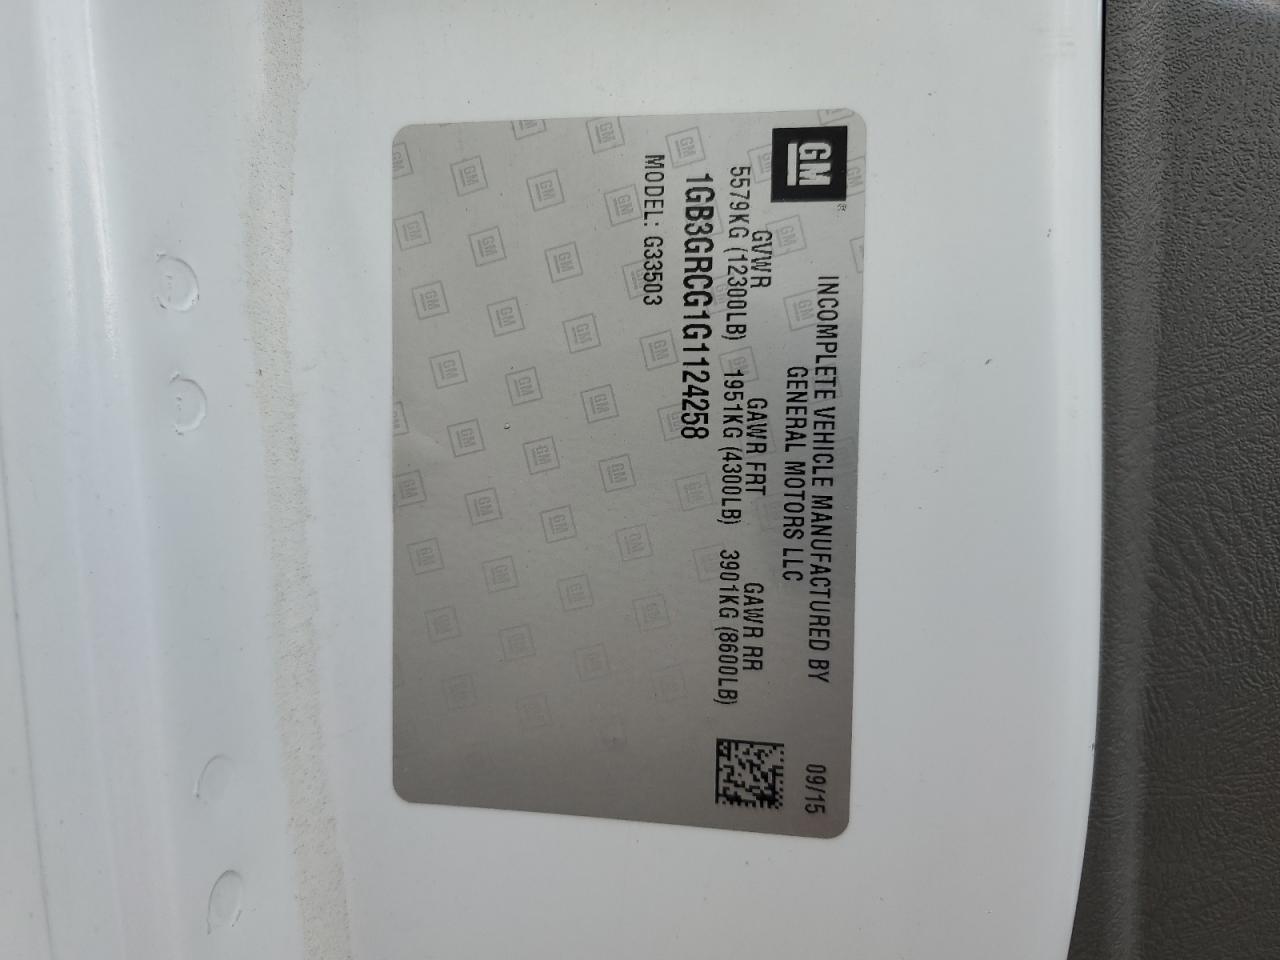 GM
INCOMPLETE VEHICLE MANUFACTURED BY 09/15
GENERAL MOTORS LLC
GVWR GAWR FRT GAWR RR
5579KG (12300LB) 1951KG (4300LB) 3901KG (8600LB)
1GB3GRCG1G1124258
MODEL: G33503